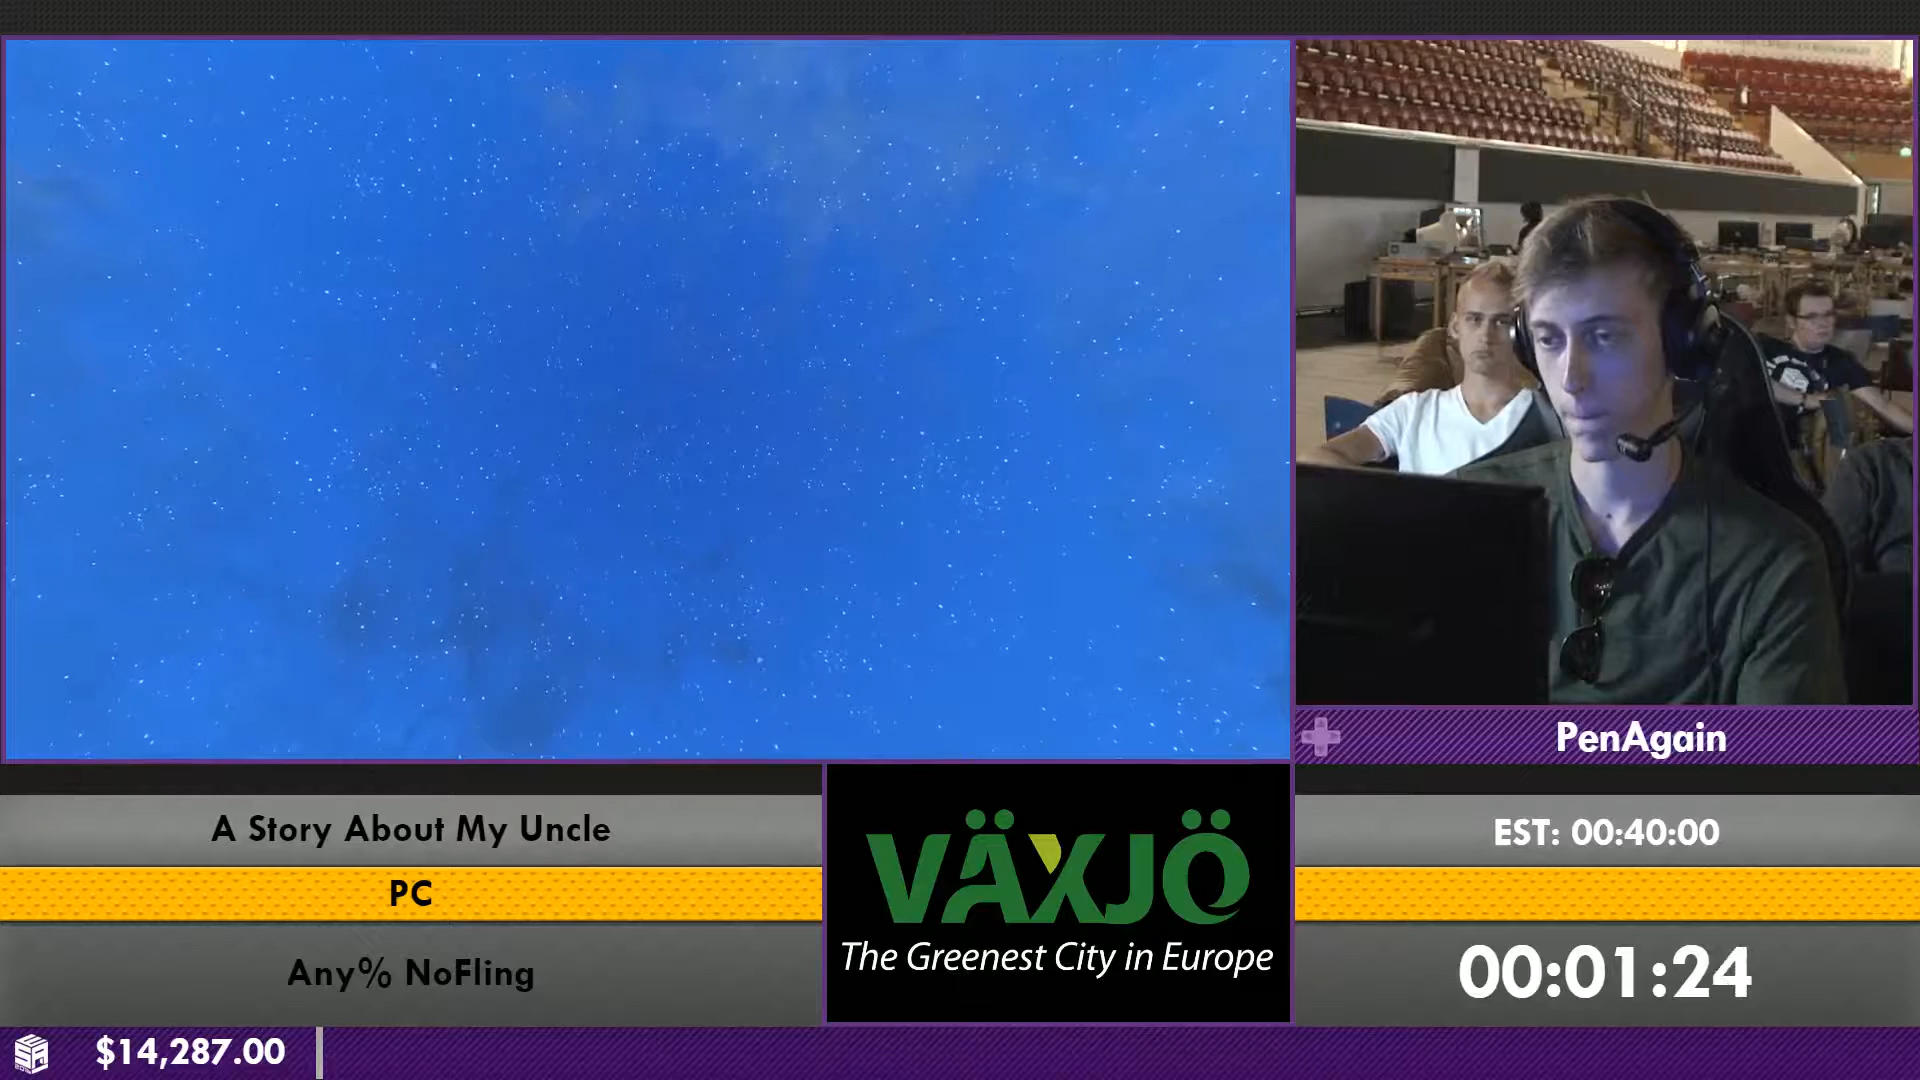 PenAgain
A Story About My Uncle
PC
Any% NoFling
VÄXJÖ
The Greenest City in Europe
EST: 00:40:00
00:01:24
$14,287.00